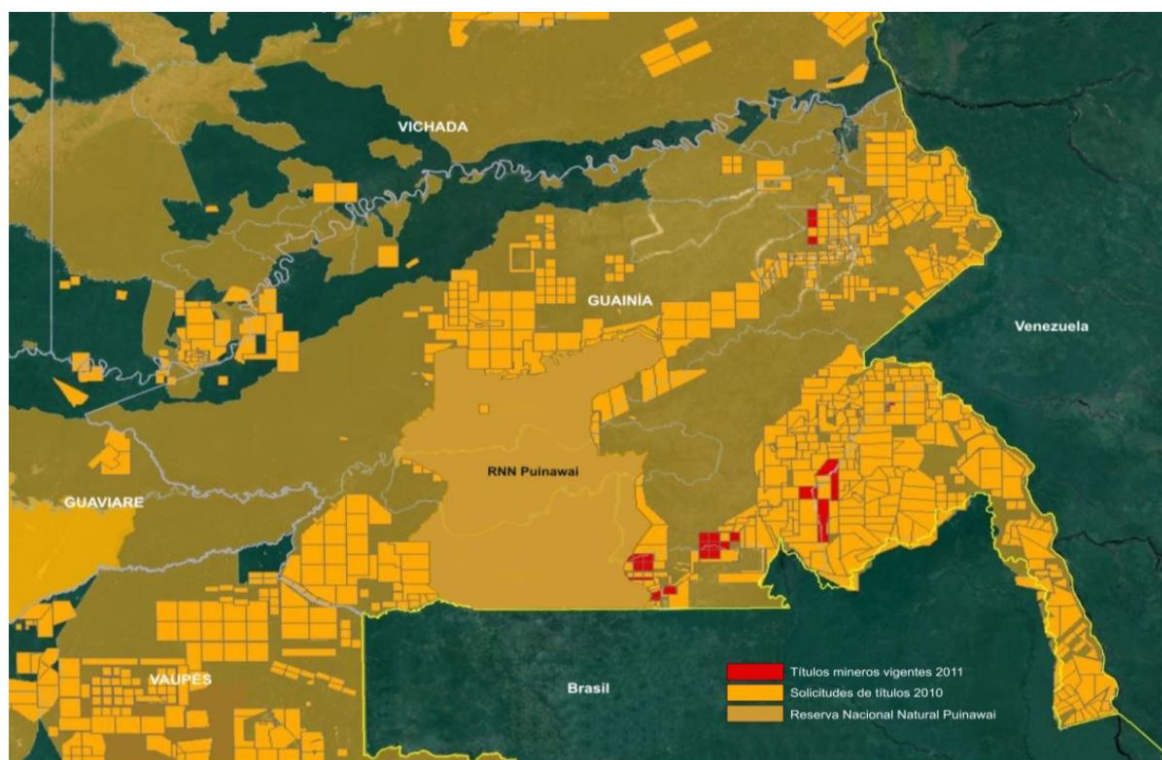 VICHADA
GUAINÍA
Venezuela
RNN Puinawai
GUAVIARE
VAUPÉS
Brasil
Títulos mineros vigentes 2011
Solicitudes de títulos 2010
Reserva Nacional Natural Puinawai